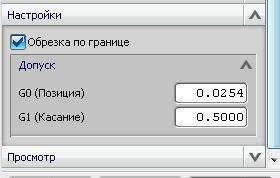 Настройки
Обрезка по границе
Допуск
G0 (Позиция) 0.0254
G1 (Касание) 0.5000
Просмотр